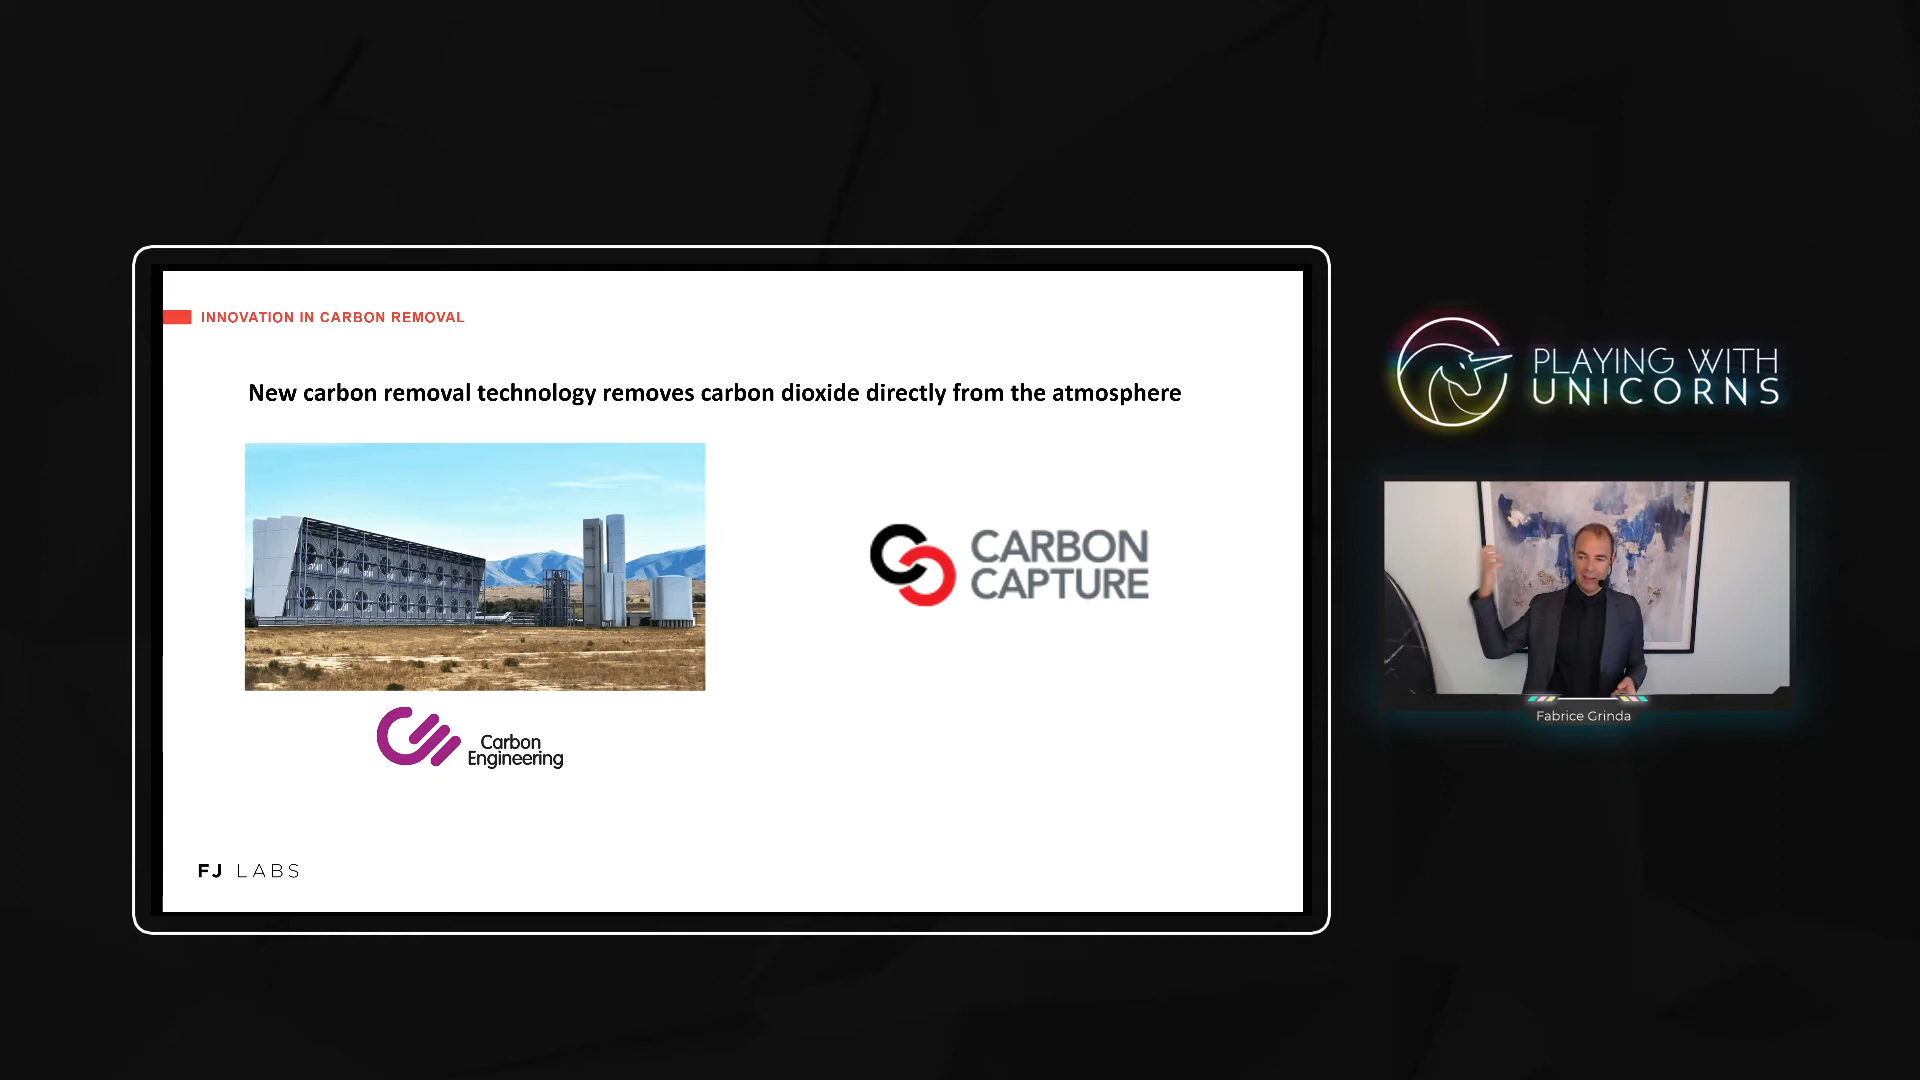 INNOVATION IN CARBON REMOVAL
New carbon removal technology removes carbon dioxide directly from the atmosphere
CARBON
CAPTURE
Carbon
Engineering
FJ LABS
PLAYING WITH
UNICORNS
Fabrice Grinda